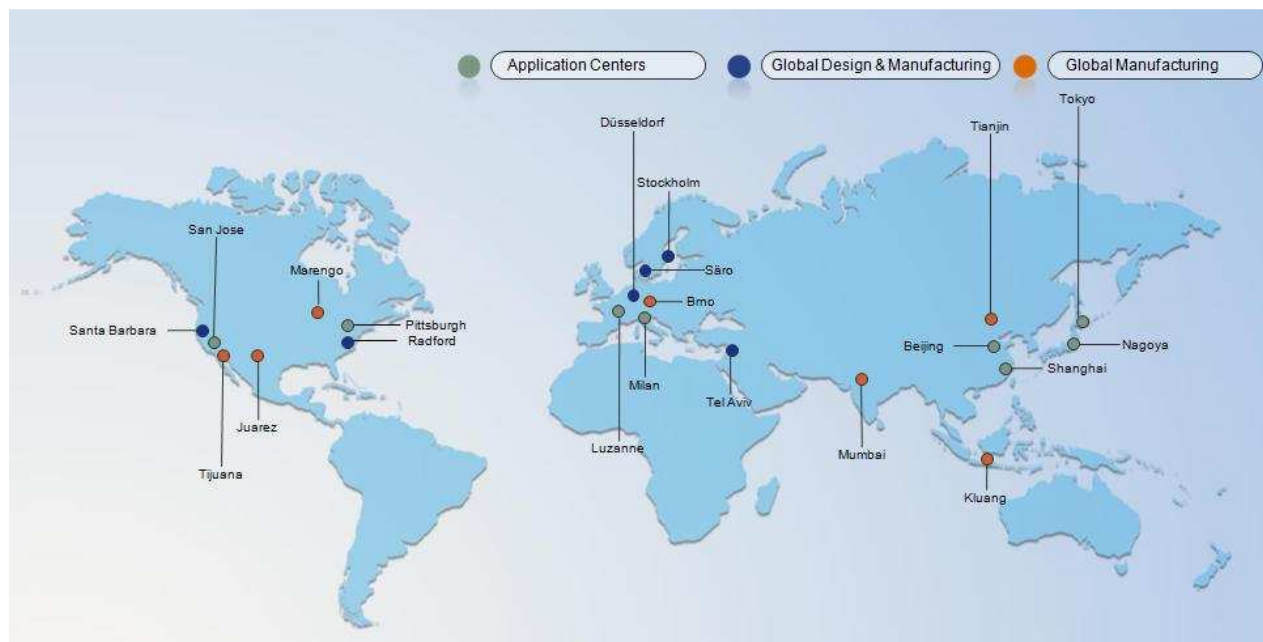 Application Centers
Global Design & Manufacturing
Global Manufacturing
Tokyo
Düsseldorf
Tianjin
Stockholm
San Jose
Marengo
Säro
Brno
Santa Barbara
Pittsburgh
Radford
Beijing
Nagoya
Shanghai
Milan
Tel Aviv
Juarez
Luzanne
Mumbai
Tijuana
Kluang